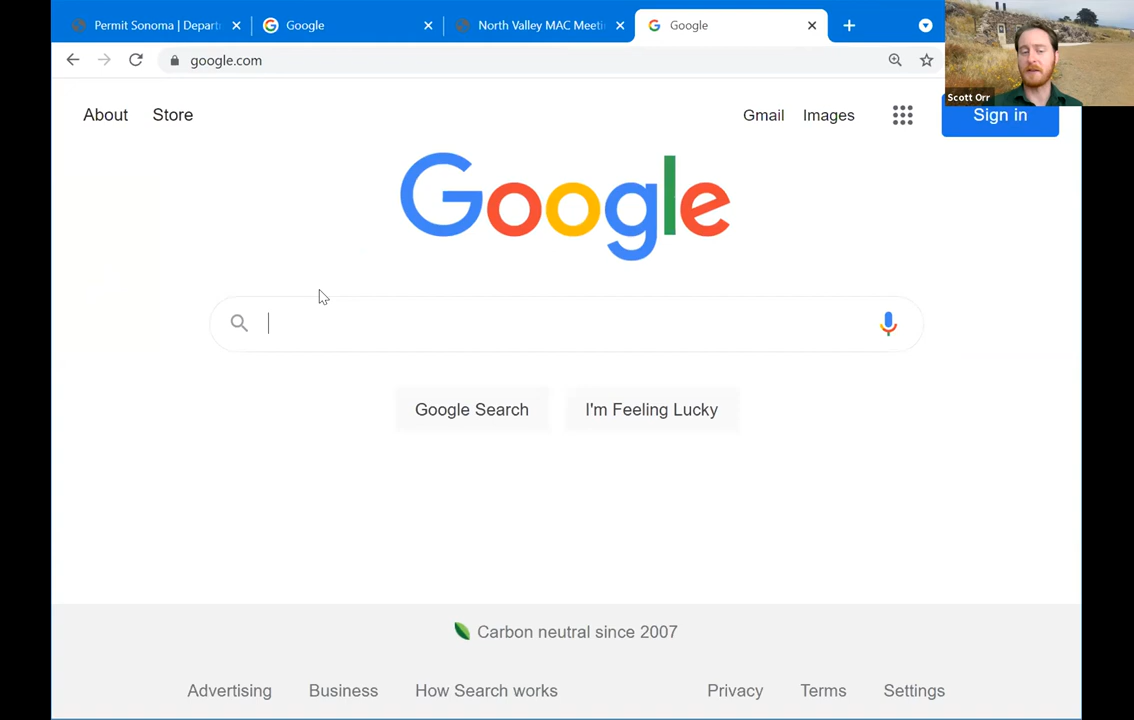 Permit Sonoma | Depart
Google
North Valley MAC Meeti
Google
google.com
Scott Orr
About
Store
Gmail
Images
Sign in
Google
Google Search
I'm Feeling Lucky
Carbon neutral since 2007
Advertising
Business
How Search works
Privacy
Terms
Settings